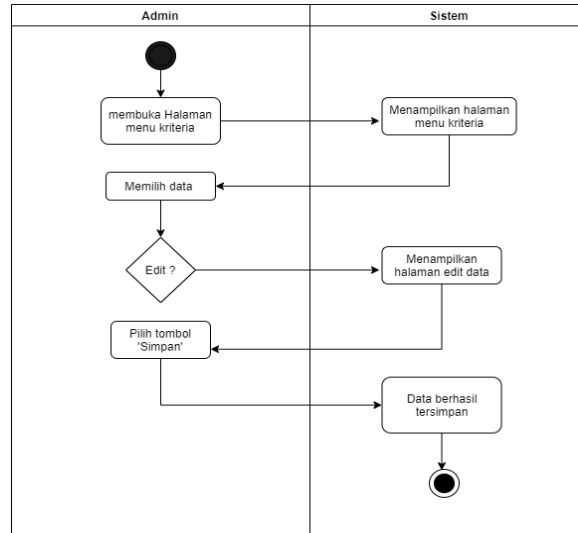 Admin
Sistem
membuka Halaman
menu kriteria
Menampilkan halaman
menu kriteria
Memilih data
Edit ?
Menampilkan
halaman edit data
Pilih tombol
'Simpan'
Data berhasil
tersimpan